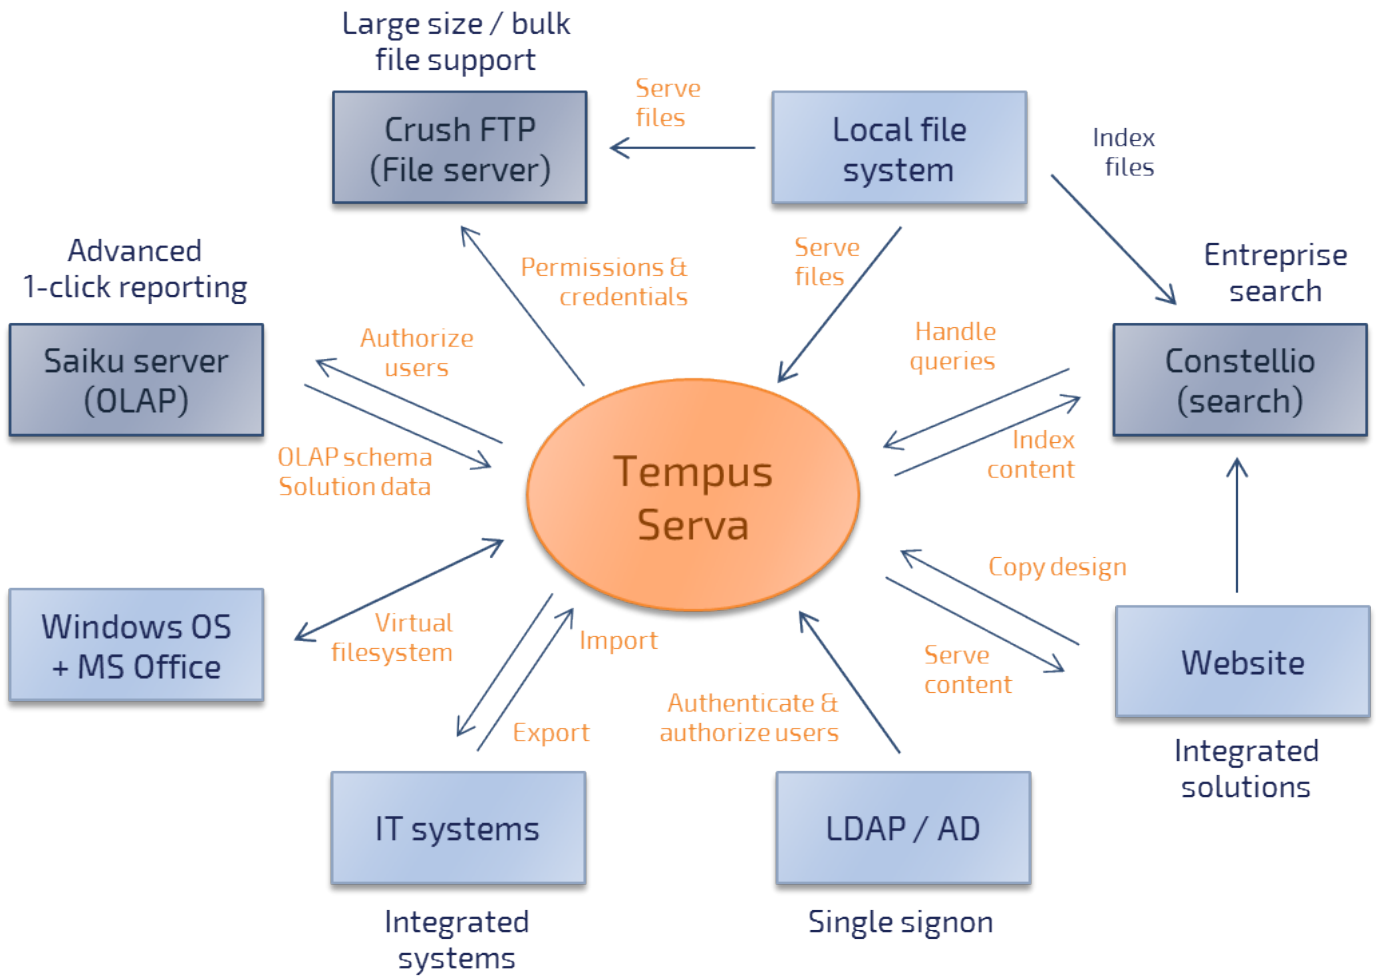 Large size / bulk
file support
Crush FTP
(File server)
Serve
files
Local file
system
Index
files
Advanced
1-click reporting
Permissions &
credentials
Serve
files
Entreprise
search
Saiku server
(OLAP)
Authorize
users
Handle
queries
Constellio
(search)
OLAP schema
Solution data
Tempus
Serva
Index
content
Windows OS
+ MS Office
Virtual
filesystem
Import
Copy design
Serve
content
Website
Export
Authenticate &
authorize users
Integrated
solutions
IT systems
LDAP / AD
Integrated
systems
Single signon